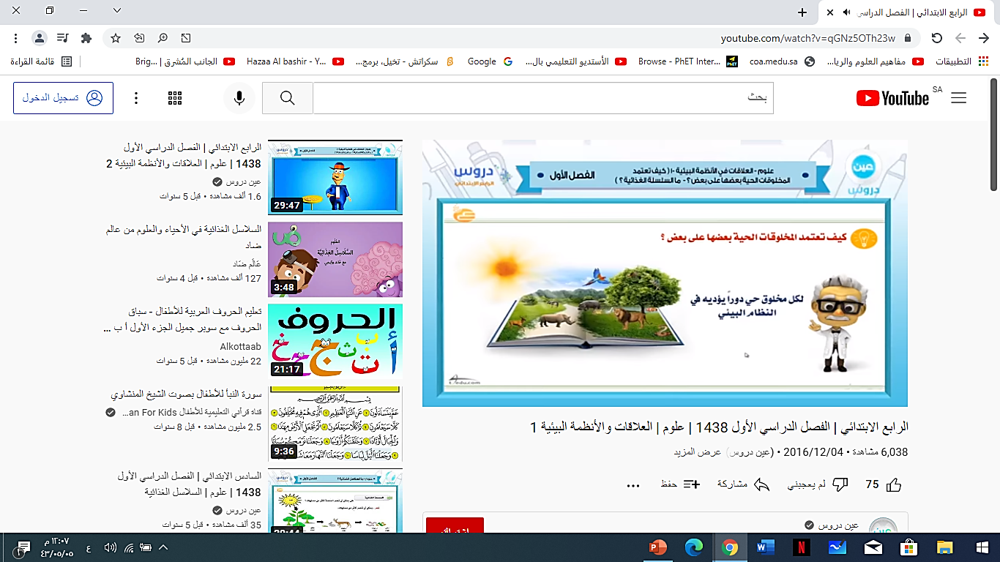 الرابع الابتدائي | الفصل الدراسي
youtube.com/watch?v=qGNz5OTh23w
التطبيقات
مفاهيم العلوم والريا...
coa.medu.sa
Browse - PhET Inter...
الأستديو التعليمي بال...
Google
سكراتش - تخيل، برمج...
Hazaa Al bashir - Y...
الجانب المُشرق | Brig...
قائمة القراءة
YouTube SA
بحث
تسجيل الدخول
عين
دروس
علوم - العلاقات في الأنظمة البيئية -١ ( كيف تعتمد
المخلوقات الحية بعضها على بعض ؟ - ما السلسلة الغذائية ؟ )
الفصل الأول
دروس
الرابع الابتدائي
كيف تعتمد المخلوقات الحية بعضها على بعض ؟
لكل مخلوق حي دوراً يؤديه في
النظام البيئي
الرابع الابتدائي | الفصل الدراسي الأول 1438 | علوم | العلاقات والأنظمة البيئية 1
6,038 مشاهدة • 2016/12/04 • (عين دروس) عرض المزيد
75
لم يعجبني
مشاركة
حفظ
عين دروس
عين
الرابع الابتدائي | الفصل الدراسي الأول
1438 | علوم | العلاقات والأنظمة البيئية 2
عين دروس
1.6 ألف مشاهدة • قبل 5 سنوات
29:47
السلاسل الغذائية في الأحياء والعلوم من عالم
ضاد
عَالَم ضَاد
127 ألف مشاهدة • قبل 4 سنوات
العلوم
السَّلَاسِلُ الغِذَائِيَّة
3:48
تعليم الحروف العربية للأطفال - سباق
الحروف مع سوبر جميل الجزء الأول أ ب ...
Alkottaab
22 مليون مشاهدة • قبل 5 سنوات
الحروف
أ ب ت ث ج ح خ
21:17
سورة النبأ للأطفال بصوت الشيخ المنشاوي
قناة قرآني التعليمية للأطفال an For Kids...
2.5 مليون مشاهدة • قبل 8 سنوات
9:36
السادس الابتدائي | الفصل الدراسي الأول
1438 | علوم | السلاسل الغذائية
عين دروس
35 ألف مشاهدة • قبل 5 سنوات
١٢:٠٧ م
٤٣/٠٥/٠٥
ع